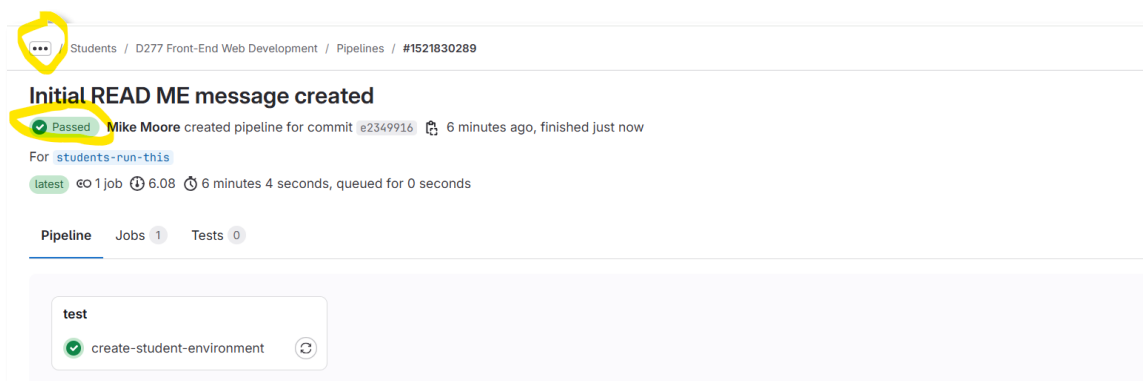 ••• / Students / D277 Front-End Web Development / Pipelines / #1521830289
Initial READ ME message created
Passed Mike Moore created pipeline for commit e2349916 6 minutes ago, finished just now
For students-run-this
latest 1 job 6.08 6 minutes 4 seconds, queued for 0 seconds
Pipeline Jobs 1 Tests 0
test
create-student-environment